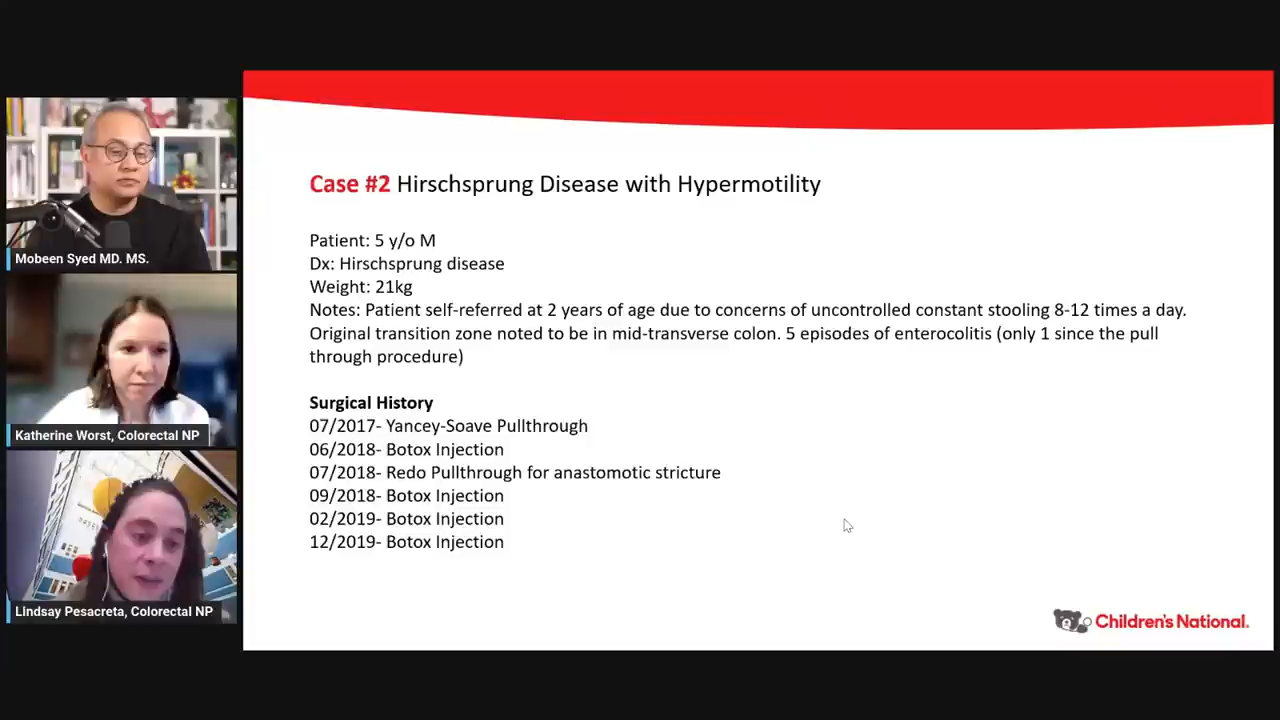 Mobeen Syed MD. MS.
Katherine Worst, Colorectal NP
Lindsay Pesacreta, Colorectal NP
Case #2 Hirschsprung Disease with Hypermotility
Patient: 5 y/o M
Dx: Hirschsprung disease
Weight: 21kg
Notes: Patient self-referred at 2 years of age due to concerns of uncontrolled constant stooling 8-12 times a day.
Original transition zone noted to be in mid-transverse colon. 5 episodes of enterocolitis (only 1 since the pull
through procedure)
Surgical History
07/2017- Yancey-Soave Pullthrough
06/2018- Botox Injection
07/2018- Redo Pullthrough for anastomotic stricture
09/2018- Botox Injection
02/2019- Botox Injection
12/2019- Botox Injection
Children's National.